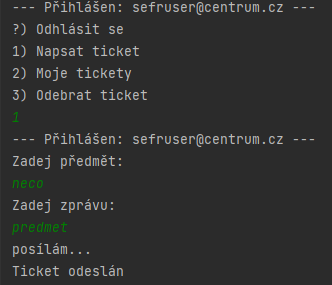 --- Přihlášen: sefruser@centrum.cz ---
?) Odhlásit se
1) Napsat ticket
2) Moje tickety
3) Odebrat ticket
1
--- Přihlášen: sefruser@centrum.cz ---
Zadej předmět:
neco
Zadej zprávu:
predmet
posílám...
Ticket odeslán